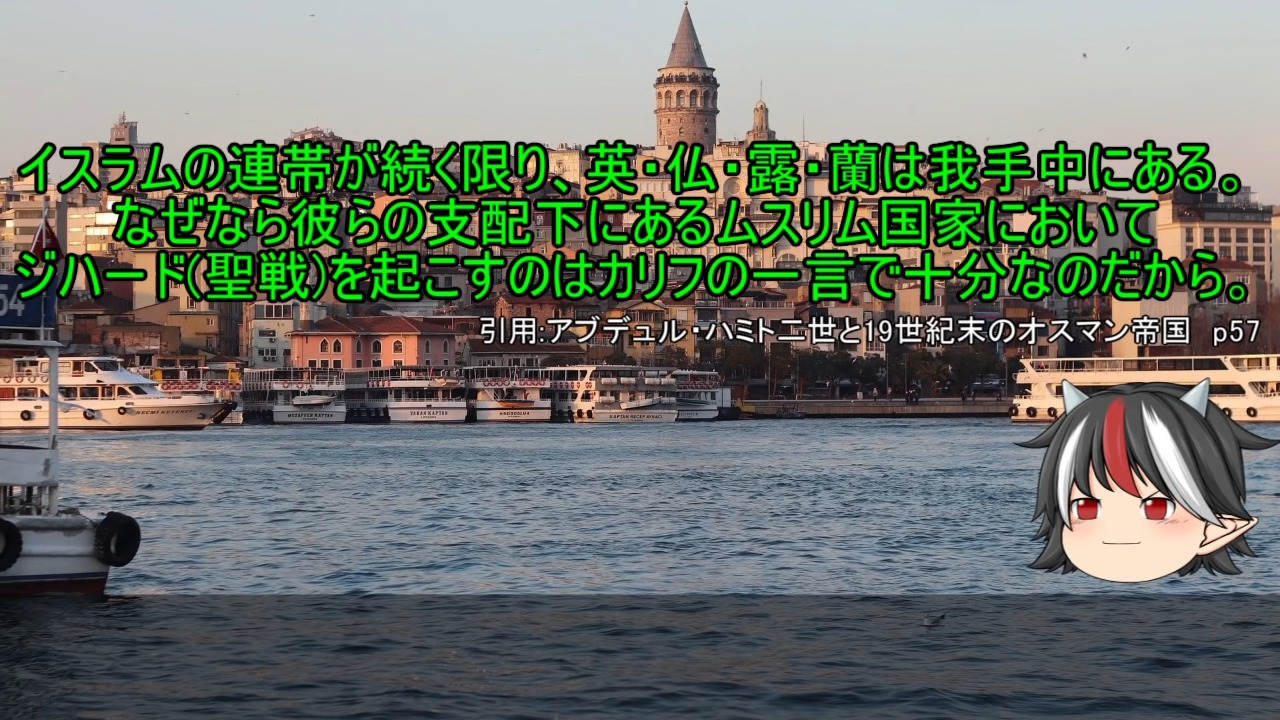 イスラムの連帯が続く限り、英・仏・露・蘭は我手中にある。
なぜなら彼らの支配下にあるムスリム国家において
ジハード(聖戦)を起こすのはカリフの一言で十分なのだから。
引用:アブデュル・ハミト二世と19世紀末のオスマン帝国 p57
54